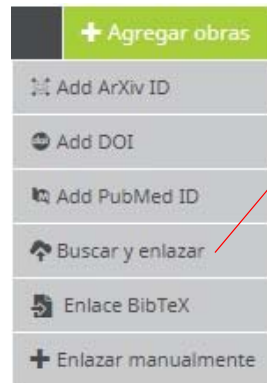 Agregar obras
Add ArXiv ID
Add DOI
Add PubMed ID
Buscar y enlazar
Enlace BibTeX
Enlazar manualmente